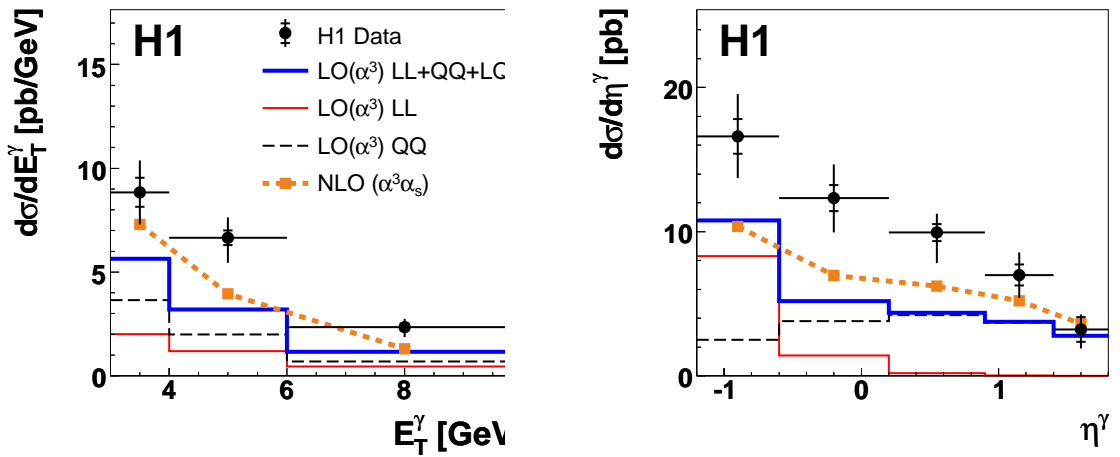 H1
H1 Data
LO(α³) LL+QQ+LQ
LO(α³) LL
LO(α³) QQ
NLO (α³αₛ)
dσ/dE_T^γ [pb/GeV]
15
10
5
0
4 6 8
E_T^γ [GeV
H1
dσ/dη^γ [pb]
20
10
0
-1 0 1
η^γ